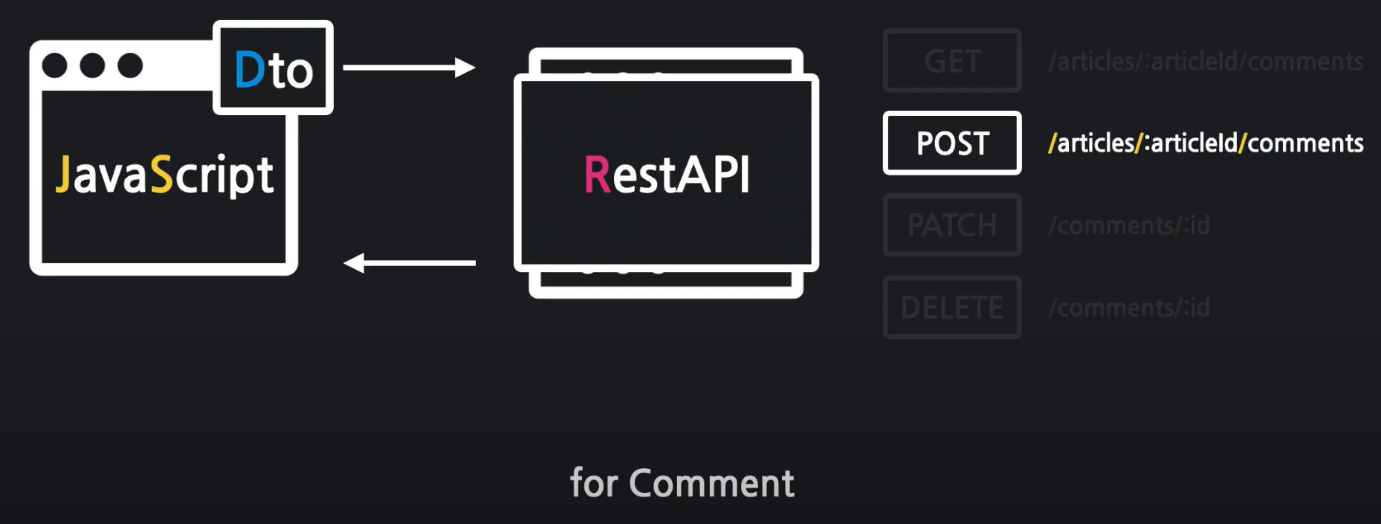 Dto
JavaScript
RestAPI
GET /articles/:articleId/comments
POST /articles/:articleId/comments
PATCH /comments/:id
DELETE /comments/:id
for Comment